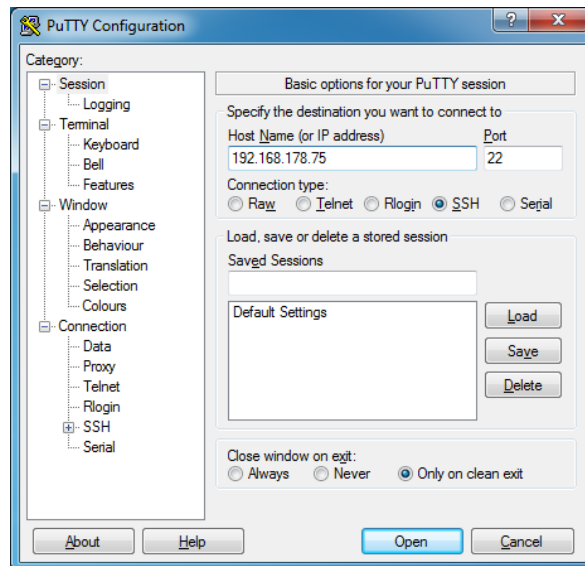 PuTTY Configuration
Category:
Session
Logging
Terminal
Keyboard
Bell
Features
Window
Appearance
Behaviour
Translation
Selection
Colours
Connection
Data
Proxy
Telnet
Rlogin
SSH
Serial
Basic options for your PuTTY session
Specify the destination you want to connect to
Host Name (or IP address) Port
192.168.178.75 22
Connection type:
Raw Telnet Rlogin SSH Serial
Load, save or delete a stored session
Saved Sessions
Default Settings
Load
Save
Delete
Close window on exit:
Always Never Only on clean exit
About Help Open Cancel